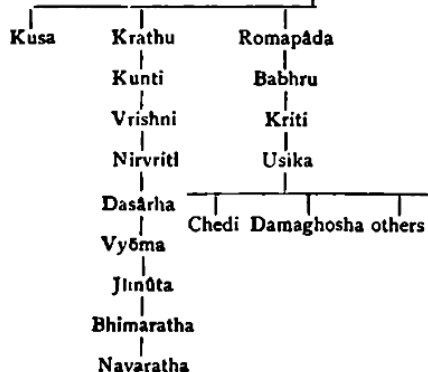 Kusa Krathu Romapâda
Kunti Babhru
Vrishni Kriti
Nirvriti Usika
Dasârha
Chedi Damaghosha others
Vyōma
Jīmûta
Bhimaratha
Navaratha